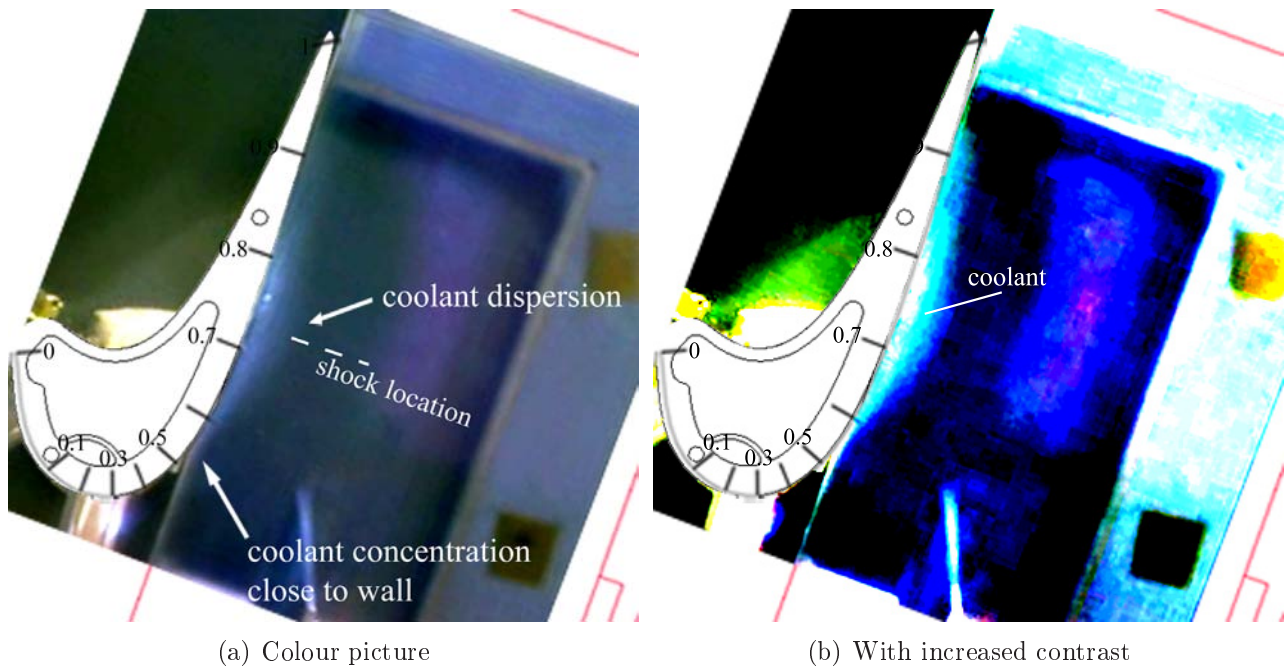 1
0.9
0.8
coolant dispersion
0.7
shock location
0
0.1
0.3
0.5
coolant concentration
close to wall
(a) Colour picture
9
0.8
coolant
0.7
0
0.1
0.3
0.5
(b) With increased contrast